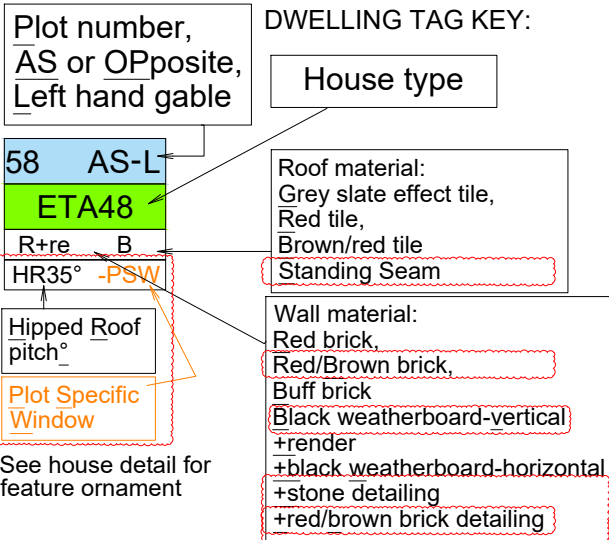 DWELLING TAG KEY:
Plot number,
AS or OPposite,
Left hand gable
House type
58 AS-L
ETA48
R+re B
HR35° -PSW
Roof material:
Grey slate effect tile,
Red tile,
Brown/red tile
Standing Seam
Hipped Roof
pitch°
Plot Specific
Window
See house detail for
feature ornament
Wall material:
Red brick,
Red/Brown brick,
Buff brick
Black weatherboard-vertical
+render
+black weatherboard-horizontal
+stone detailing
+red/brown brick detailing